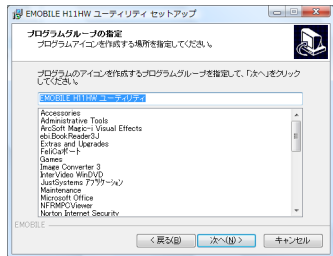 EMOBILE H11HW ユーティリティ セットアップ
プログラムグループの指定
プログラムアイコンを作成する場所を指定してください。
プログラムのアイコンを作成するプログラムグループを指定して、「次へ」をクリック
してください。
EMOBILE H11HW ユーティリティ
Accessories
Administrative Tools
ArcSoft Magic-i Visual Effects
ebi.BookReader3J
Extras and Upgrades
FeliCaポート
Games
Image Converter 3
InterVideo WinDVD
JustSystems アプリケーション
Maintenance
Microsoft Office
NFRMPCViewer
Norton Internet Security
EMOBILE
< 戻る(B)
次へ(N) >
キャンセル